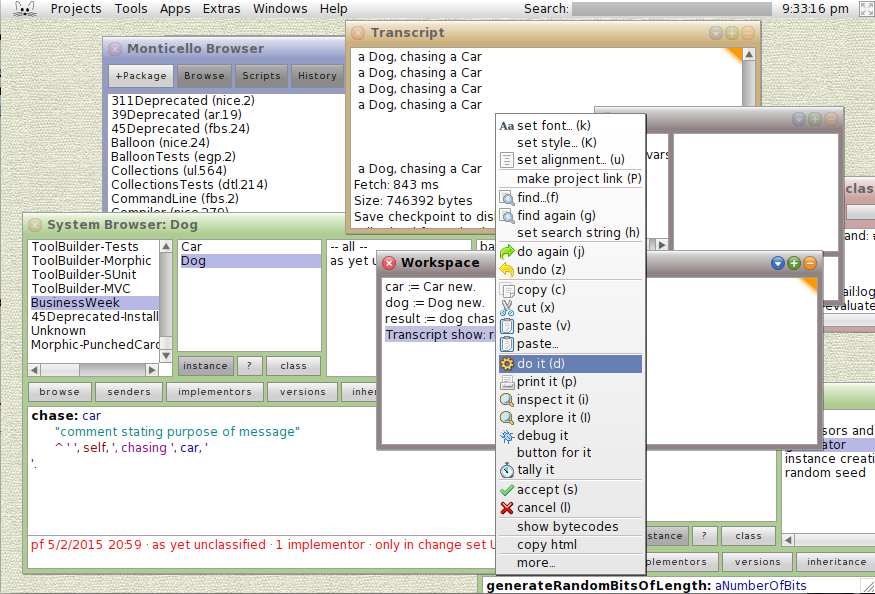 Projects Tools Apps Extras Windows Help Search: 9:33:16 pm
Monticello Browser
+Package Browse Scripts History
311Deprecated (nice.2)
39Deprecated (ar.19)
45Deprecated (fbs.24)
Balloon (nice.24)
BalloonTests (egp.2)
Collections (ul.564)
CollectionsTests (dtl.214)
CommandLine (fbs.2)
Compiler (nice.279)
Transcript
a Dog, chasing a Car
a Dog, chasing a Car
a Dog, chasing a Car
a Dog, chasing a Car
a Dog, chasing a Car
Fetch: 843 ms
Size: 746392 bytes
Save checkpoint to dis
vars
class
and: #
ail:log
evaluate
System Browser: Dog
ToolBuilder-Tests
ToolBuilder-Morphic
ToolBuilder-SUnit
ToolBuilder-MVC
BusinessWeek
45Deprecated-Install
Unknown
Morphic-PunchedCard
Car
Dog
instance ? class
-- all --
as yet u
ba
browse senders implementors versions inher
chase: car
"comment stating purpose of message"
^ ' ', self, ', chasing ', car, '
'.
pf 5/2/2015 20:59 · as yet unclassified · 1 implementor · only in change set U
Workspace
car := Car new.
dog := Dog new.
result := dog chas
Transcript show: r
Aa set font... (k)
set style... (K)
set alignment... (u)
make project link (P)
find...(f)
find again (g)
set search string (h)
do again (j)
undo (z)
copy (c)
cut (x)
paste (v)
paste...
do it (d)
print it (p)
inspect it (i)
explore it (I)
debug it
button for it
tally it
accept (s)
cancel (l)
show bytecodes
copy html
more...
sors and
ator
instance creati
random seed
stance ? class
plementors versions inheritance
generateRandomBitsOfLength: aNumberOfBits